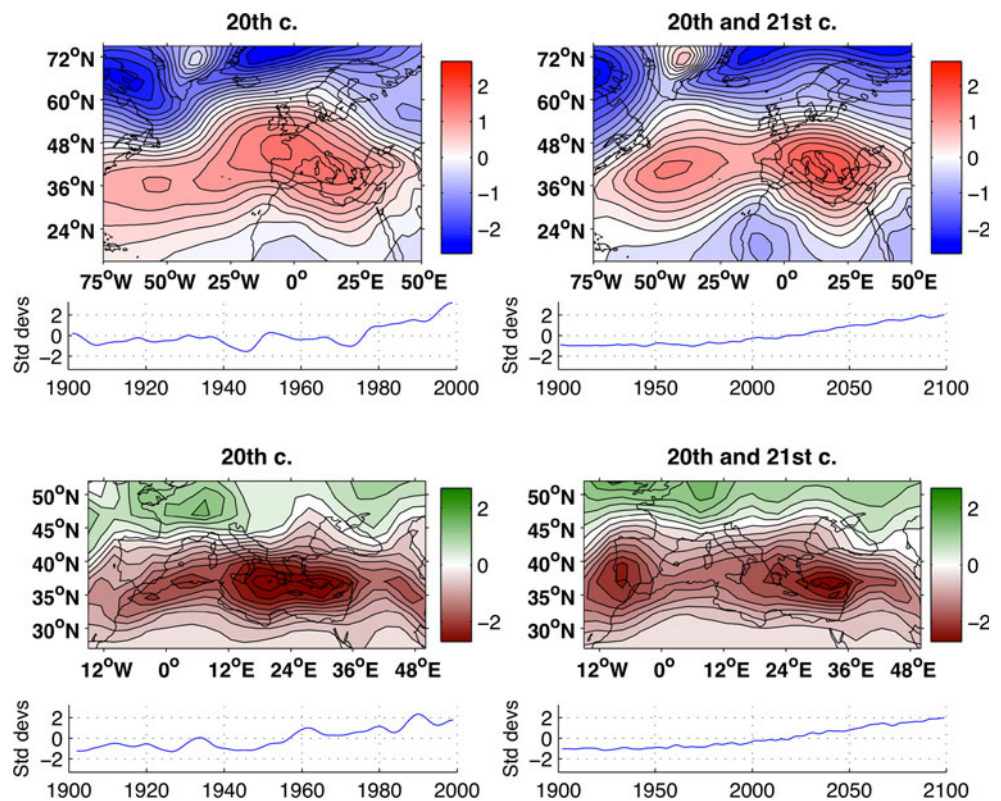 20th c.
72°N
60°N
48°N
36°N
24°N
75°W 50°W 25°W 0° 25°E 50°E
2
1
0
−1
−2
Std devs
2
0
−2
1900 1920 1940 1960 1980 2000
20th and 21st c.
72°N
60°N
48°N
36°N
24°N
75°W 50°W 25°W 0° 25°E 50°E
2
1
0
−1
−2
Std devs
2
0
−2
1900 1950 2000 2050 2100
20th c.
50°N
45°N
40°N
35°N
30°N
12°W 0° 12°E 24°E 36°E 48°E
2
0
−2
Std devs
2
0
−2
1900 1920 1940 1960 1980 2000
20th and 21st c.
50°N
45°N
40°N
35°N
30°N
12°W 0° 12°E 24°E 36°E 48°E
2
0
−2
Std devs
2
0
−2
1900 1950 2000 2050 2100